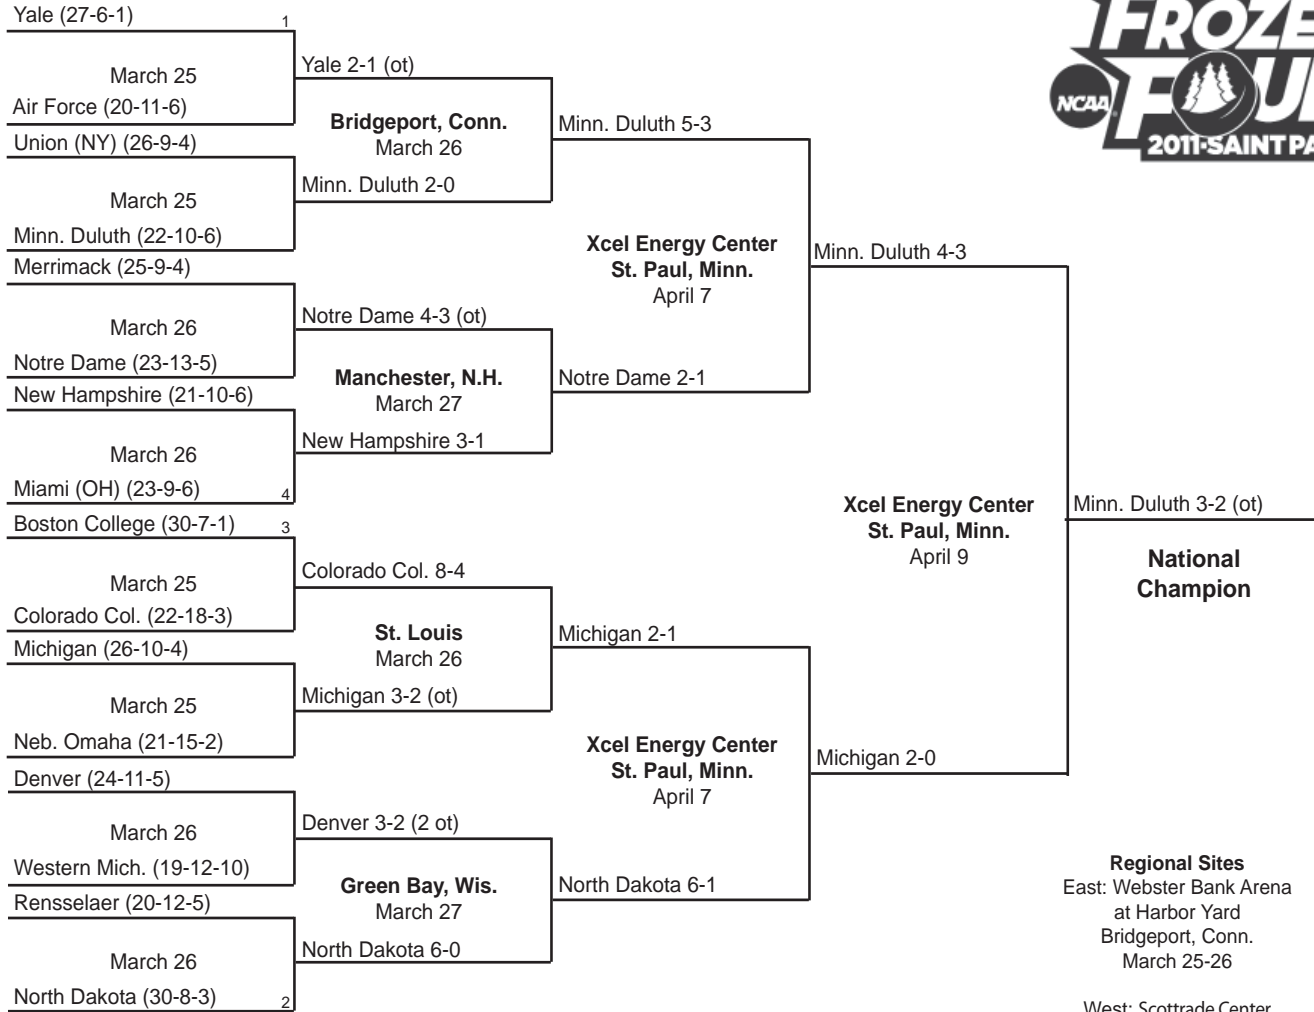 Yale (27-6-1) 1
March 25
Air Force (20-11-6)
Union (NY) (26-9-4)
March 25
Minn. Duluth (22-10-6)
Merrimack (25-9-4)
March 26
Notre Dame (23-13-5)
New Hampshire (21-10-6)
March 26
Miami (OH) (23-9-6) 4
Boston College (30-7-1) 3
March 25
Colorado Col. (22-18-3)
Michigan (26-10-4)
March 25
Neb. Omaha (21-15-2)
Denver (24-11-5)
March 26
Western Mich. (19-12-10)
Rensselaer (20-12-5)
March 26
North Dakota (30-8-3) 2
Yale 2-1 (ot)
Bridgeport, Conn.
March 26
Minn. Duluth 2-0
Notre Dame 4-3 (ot)
Manchester, N.H.
March 27
New Hampshire 3-1
Colorado Col. 8-4
St. Louis
March 26
Michigan 3-2 (ot)
Denver 3-2 (2 ot)
Green Bay, Wis.
March 27
North Dakota 6-0
Minn. Duluth 5-3
Xcel Energy Center
St. Paul, Minn.
April 7
Notre Dame 2-1
Michigan 2-1
Xcel Energy Center
St. Paul, Minn.
April 7
North Dakota 6-1
Minn. Duluth 4-3
Xcel Energy Center
St. Paul, Minn.
April 9
Michigan 2-0
Minn. Duluth 3-2 (ot)
National
Champion
FROZE
NCAA
FOU
2011·SAINT PA
Regional Sites
East: Webster Bank Arena
at Harbor Yard
Bridgeport, Conn.
March 25-26
West: Scottrade Center